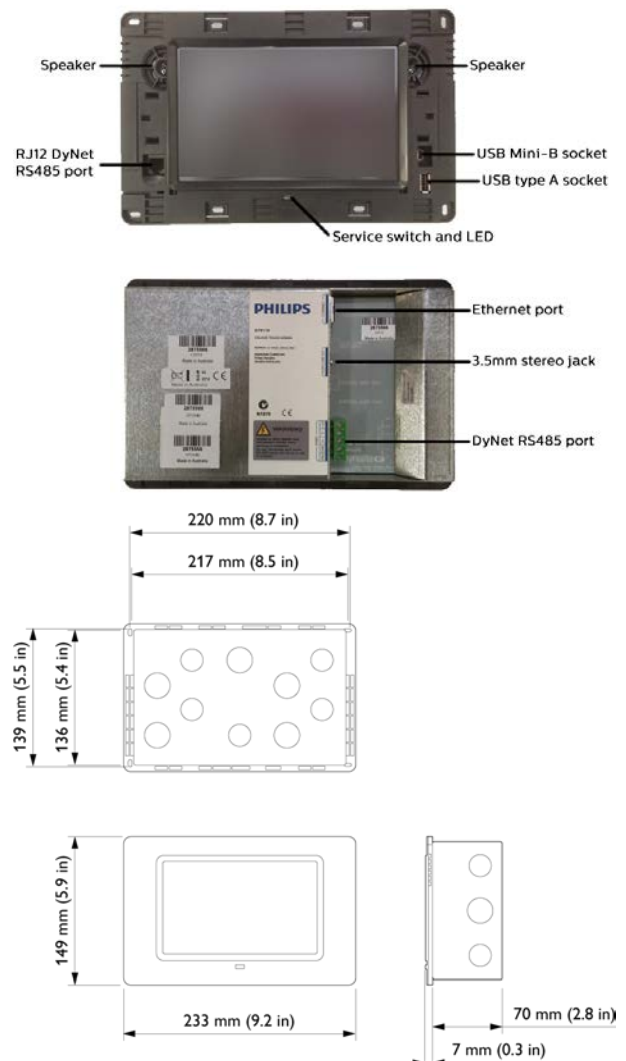 Speaker
Speaker
RJ12 DyNet
RS485 port
USB Mini-B socket
USB type A socket
Service switch and LED
PHILIPS
Ethernet port
3.5mm stereo jack
DyNet RS485 port
WARNING
220 mm (8.7 in)
217 mm (8.5 in)
139 mm (5.5 in)
136 mm (5.4 in)
149 mm (5.9 in)
233 mm (9.2 in)
70 mm (2.8 in)
7 mm (0.3 in)